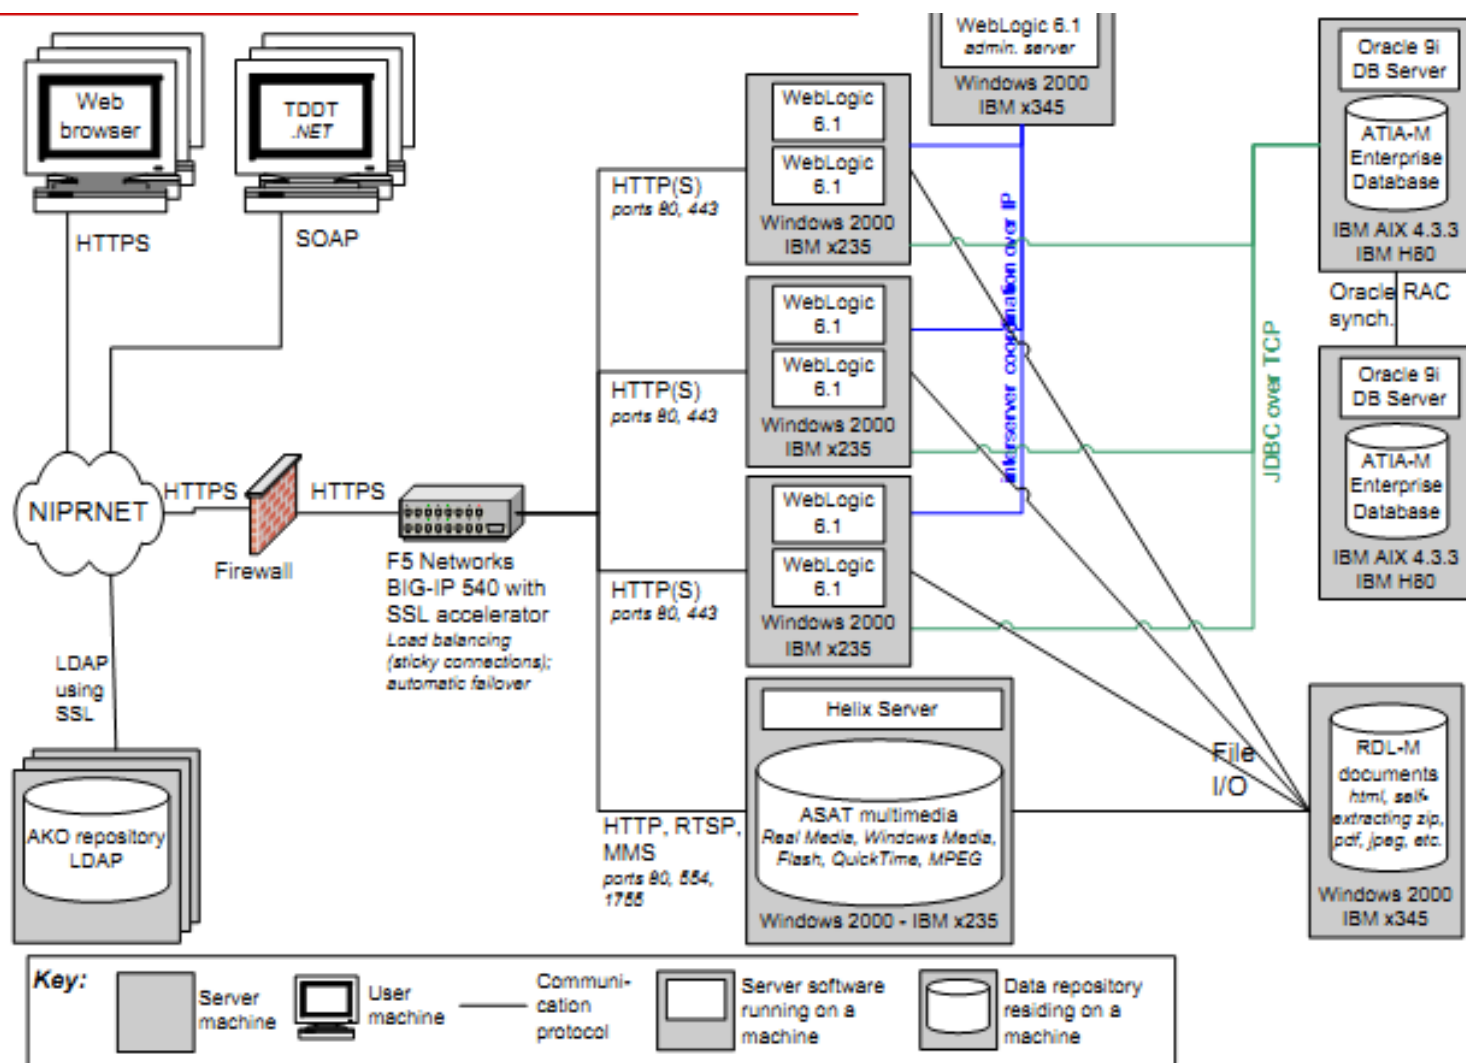 Web
browser
TDDT
.NET
HTTPS
SOAP
NIPRNET
HTTPS
Firewall
HTTPS
F5 Networks
BIG-IP 540 with
SSL accelerator
Load balancing
(sticky connections);
automatic failover
LDAP
using
SSL
AKO repository
LDAP
HTTP(S)
ports 80, 443
HTTP(S)
ports 80, 443
HTTP(S)
ports 80, 443
HTTP, RTSP,
MMS
ports 80, 554,
1755
WebLogic
6.1
WebLogic
6.1
Windows 2000
IBM x235
WebLogic
6.1
WebLogic
6.1
Windows 2000
IBM x235
WebLogic
6.1
WebLogic
6.1
Windows 2000
IBM x235
Helix Server
ASAT multimedia
Real Media, Windows Media,
Flash, QuickTime, MPEG
Windows 2000 - IBM x235
WebLogic 6.1
admin. server
Windows 2000
IBM x345
interserver coordination over IP
JDBC over TCP
File
I/O
Oracle 9i
DB Server
ATIA-M
Enterprise
Database
IBM AIX 4.3.3
IBM H80
Oracle RAC
synch.
Oracle 9i
DB Server
ATIA-M
Enterprise
Database
IBM AIX 4.3.3
IBM H80
RDL-M
documents
html, self-
extracting zip,
pdf, jpeg, etc.
Windows 2000
IBM x345
Key:
Server
machine
User
machine
Communi-
cation
protocol
Server software
running on a
machine
Data repository
residing on a
machine